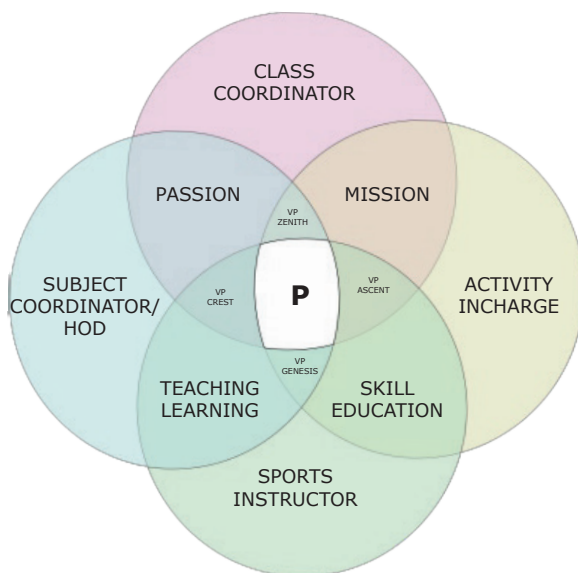 CLASS
COORDINATOR
PASSION
MISSION
VP
ZENITH
SUBJECT
COORDINATOR/
HOD
VP
CREST
P
VP
ASCENT
ACTIVITY
INCHARGE
VP
GENESIS
TEACHING
LEARNING
SKILL
EDUCATION
SPORTS
INSTRUCTOR